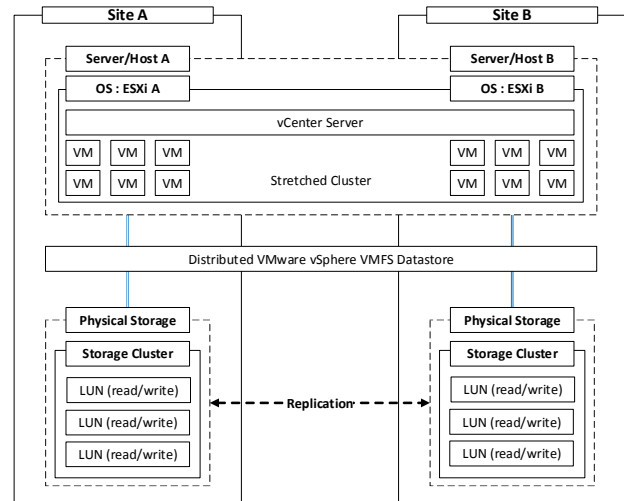 Site A
Site B
Server/Host A
Server/Host B
OS : ESXi A
OS : ESXi B
vCenter Server
VM VM VM VM VM VM
VM VM VM VM VM VM
Stretched Cluster
Distributed VMware vSphere VMFS Datastore
Physical Storage
Physical Storage
Storage Cluster
Storage Cluster
LUN (read/write)
LUN (read/write)
Replication
LUN (read/write)
LUN (read/write)
LUN (read/write)
LUN (read/write)